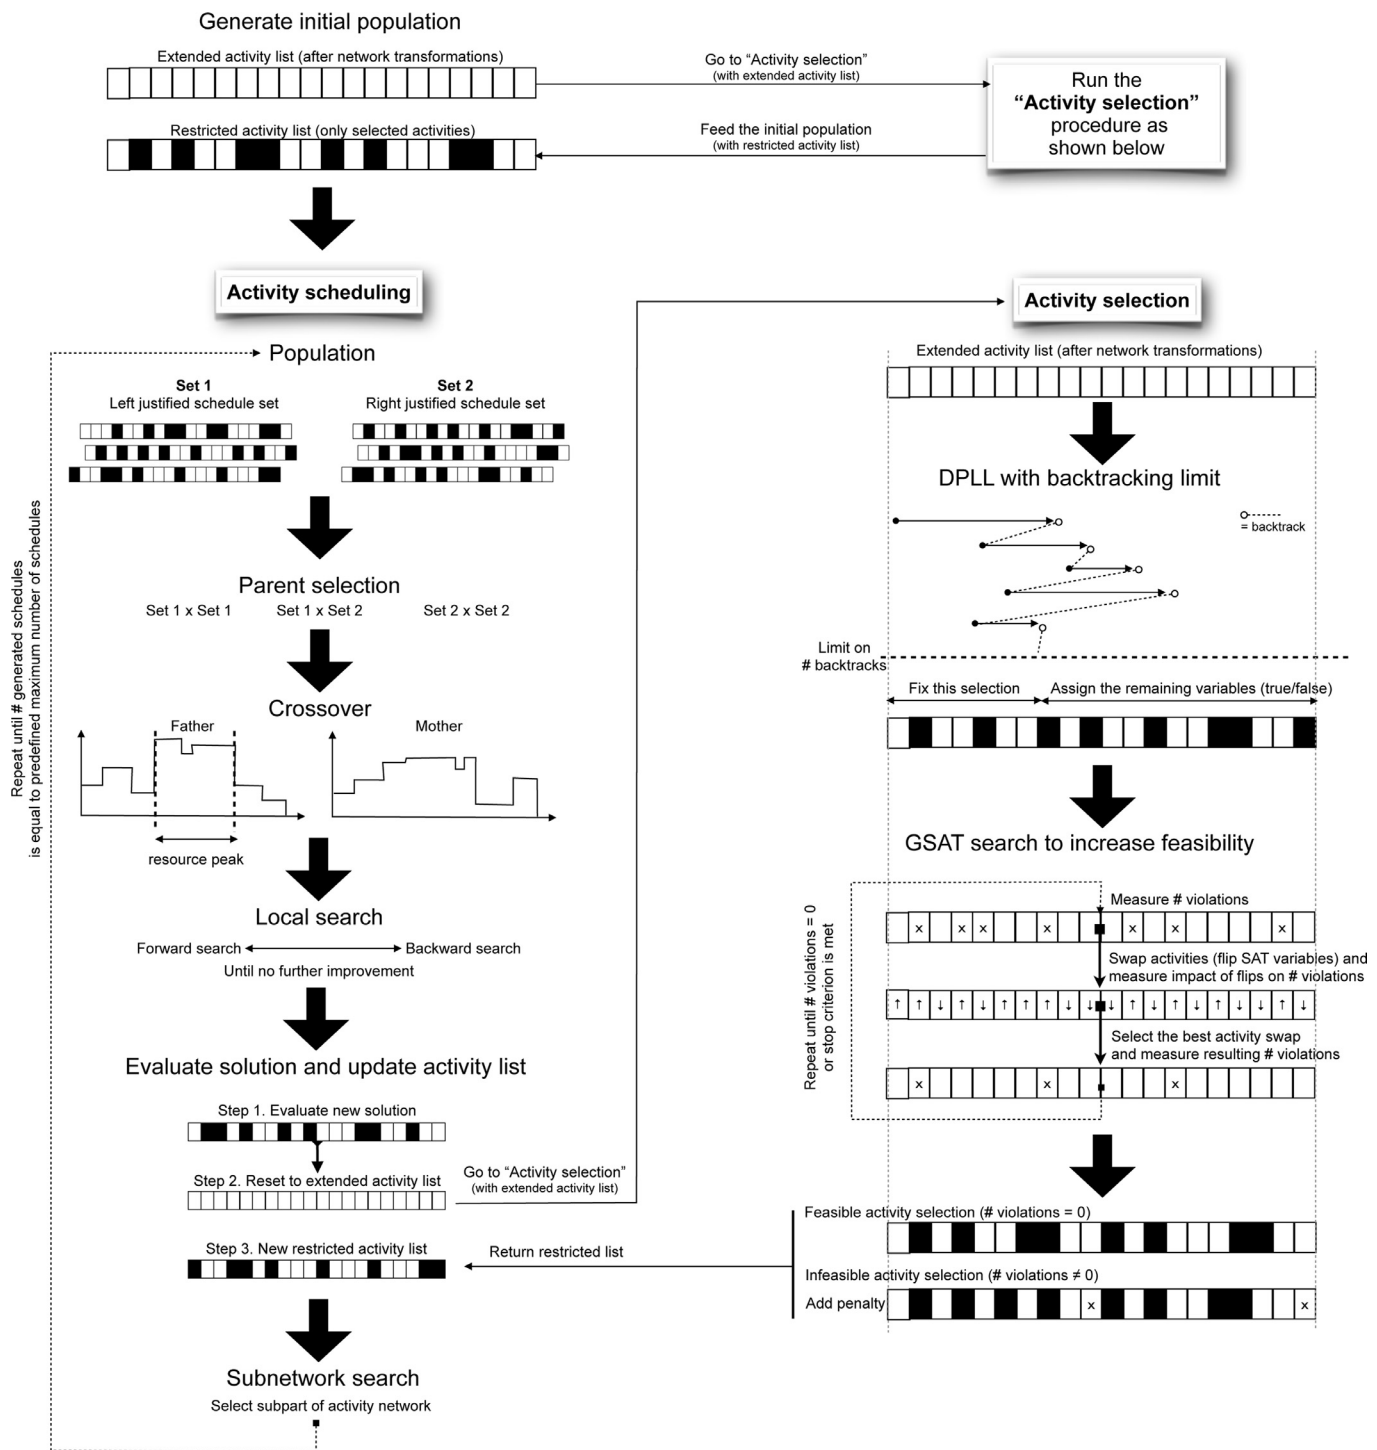 Generate initial population
Extended activity list (after network transformations)
Go to “Activity selection”
(with extended activity list)
Run the
“Activity selection”
procedure as
shown below
Restricted activity list (only selected activities)
Feed the initial population
(with restricted activity list)
Activity scheduling
Population
Set 1
Left justified schedule set
Set 2
Right justified schedule set
Parent selection
Set 1 x Set 1
Set 1 x Set 2
Set 2 x Set 2
Crossover
Father
Mother
resource peak
Local search
Forward search
Backward search
Until no further improvement
Evaluate solution and update activity list
Step 1. Evaluate new solution
Step 2. Reset to extended activity list
Go to “Activity selection”
(with extended activity list)
Step 3. New restricted activity list
Return restricted list
Subnetwork search
Select subpart of activity network
Repeat until # generated schedules
is equal to predefined maximum number of schedules
Activity selection
Extended activity list (after network transformations)
DPLL with backtracking limit
= backtrack
Limit on
# backtracks
Fix this selection
Assign the remaining variables (true/false)
GSAT search to increase feasibility
Repeat until # violations = 0
or stop criterion is met
Measure # violations
x x x x x x x
Swap activities (flip SAT variables) and
measure impact of flips on # violations
↑ ↑ ↓ ↑ ↓ ↑ ↑ ↑ ↓ ↓ ↓ ↑ ↓ ↑ ↓ ↑ ↓ ↓ ↑ ↓
Select the best activity swap
and measure resulting # violations
x x x
Feasible activity selection (# violations = 0)
Infeasible activity selection (# violations ≠ 0)
Add penalty
x x